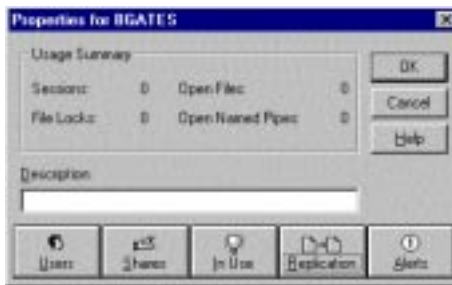 Properties for BGATES
Usage Summary
Sessions: 0 Open Files: 0
File Locks: 0 Open Named Pipes: 0
OK
Cancel
Help
Description:
Users Shares In Use Replication Alerts